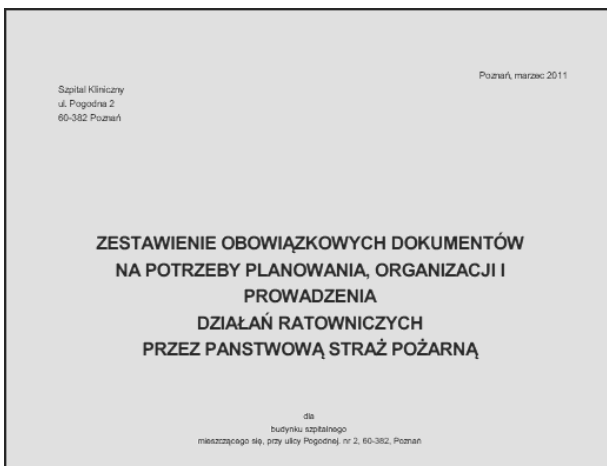 Poznań, marzec 2011
Szpital Kliniczny
ul. Pogodna 2
60-382 Poznań
ZESTAWIENIE OBOWIĄZKOWYCH DOKUMENTÓW
NA POTRZEBY PLANOWANIA, ORGANIZACJI I
PROWADZENIA
DZIAŁAŃ RATOWNICZYCH
PRZEZ PANSTWOWĄ STRAŻ POŻARNĄ
dla
budynku szpitalnego
mieszczącego się, przy ulicy Pogodnej. nr 2, 60-382, Poznań